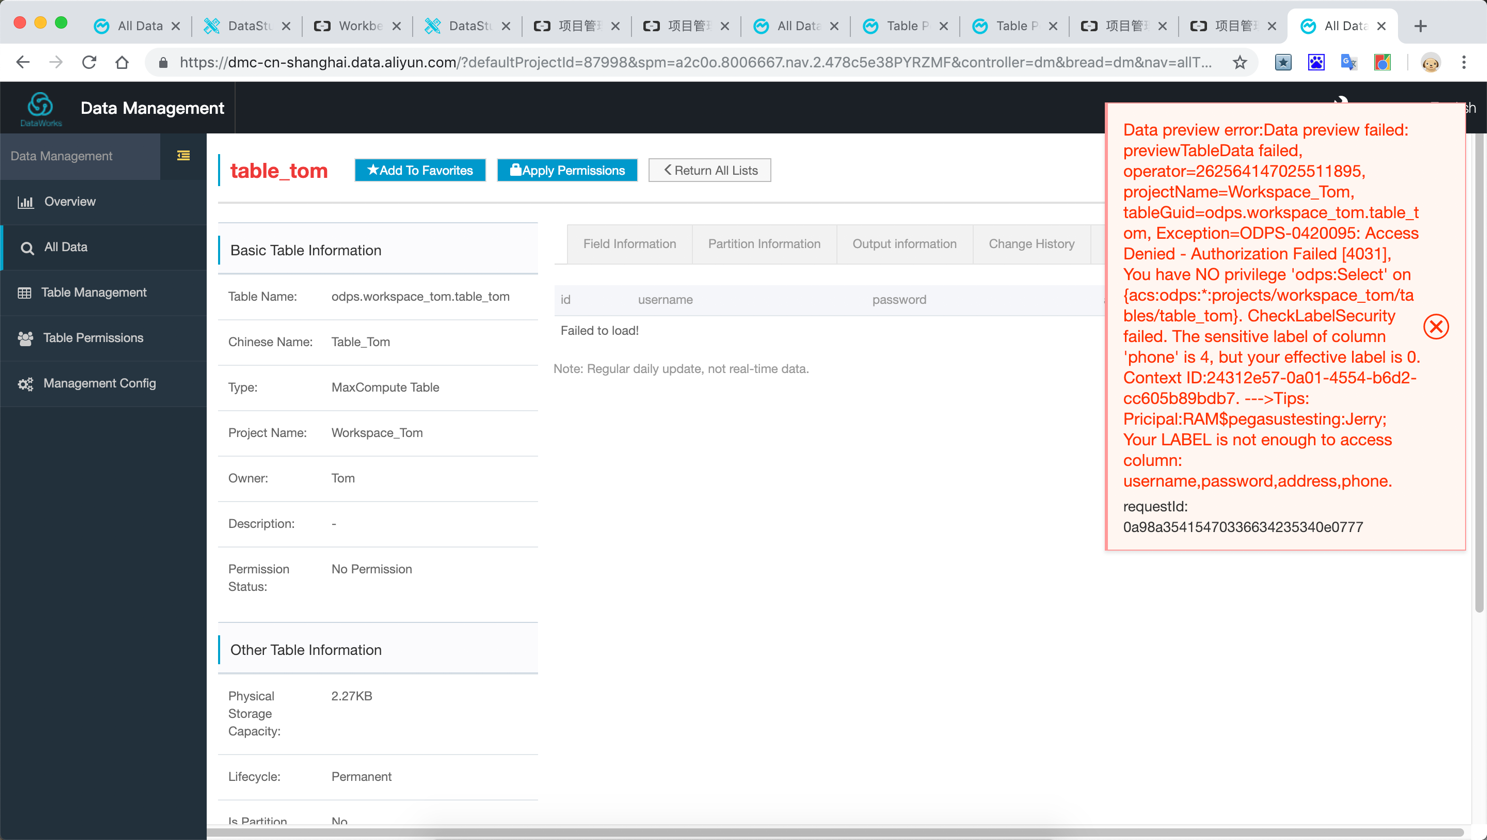 All Data
DataStu
Workbe
DataStu
项目管
项目管
All Data
Table P
Table P
项目管
项目管
All Data
https://dmc-cn-shanghai.data.aliyun.com/?defaultProjectId=87998&spm=a2c0o.8006667.nav.2.478c5e38PYRZMF&controller=dm&bread=dm&nav=allT...
DataWorks
Data Management
sh
Data Management
Overview
All Data
Table Management
Table Permissions
Management Config
table_tom
Add To Favorites
Apply Permissions
Return All Lists
Basic Table Information
Table Name: odps.workspace_tom.table_tom
Chinese Name: Table_Tom
Type: MaxCompute Table
Project Name: Workspace_Tom
Owner: Tom
Description: -
Permission
Status:
No Permission
Other Table Information
Physical
Storage
Capacity:
2.27KB
Lifecycle: Permanent
Is Partition No
Field Information
Partition Information
Output information
Change History
id username password
Failed to load!
Note: Regular daily update, not real-time data.
Data preview error:Data preview failed:
previewTableData failed,
operator=262564147025511895,
projectName=Workspace_Tom,
tableGuid=odps.workspace_tom.table_t
om, Exception=ODPS-0420095: Access
Denied - Authorization Failed [4031],
You have NO privilege 'odps:Select' on
{acs:odps:*:projects/workspace_tom/ta
bles/table_tom}. CheckLabelSecurity
failed. The sensitive label of column
'phone' is 4, but your effective label is 0.
Context ID:24312e57-0a01-4554-b6d2-
cc605b89bdb7. --->Tips:
Pricipal:RAM$pegasustesting:Jerry;
Your LABEL is not enough to access
column:
username,password,address,phone.
requestId:
0a98a35415470336634235340e0777